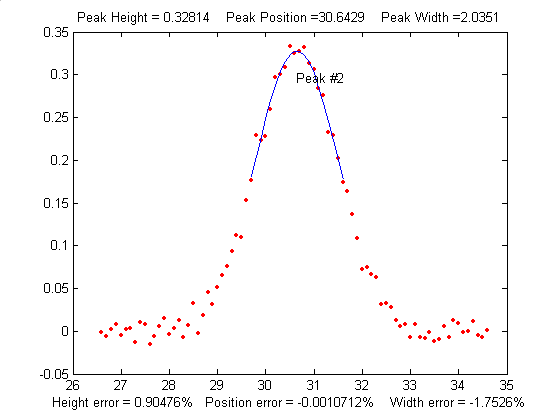 Peak Height = 0.32814 Peak Position =30.6429 Peak Width =2.0351
0.35
0.3
Peak #2
0.25
0.2
0.15
0.1
0.05
0
-0.05
26 27 28 29 30 31 32 33 34 35
Height error = 0.90476% Position error = -0.0010712% Width error = -1.7526%